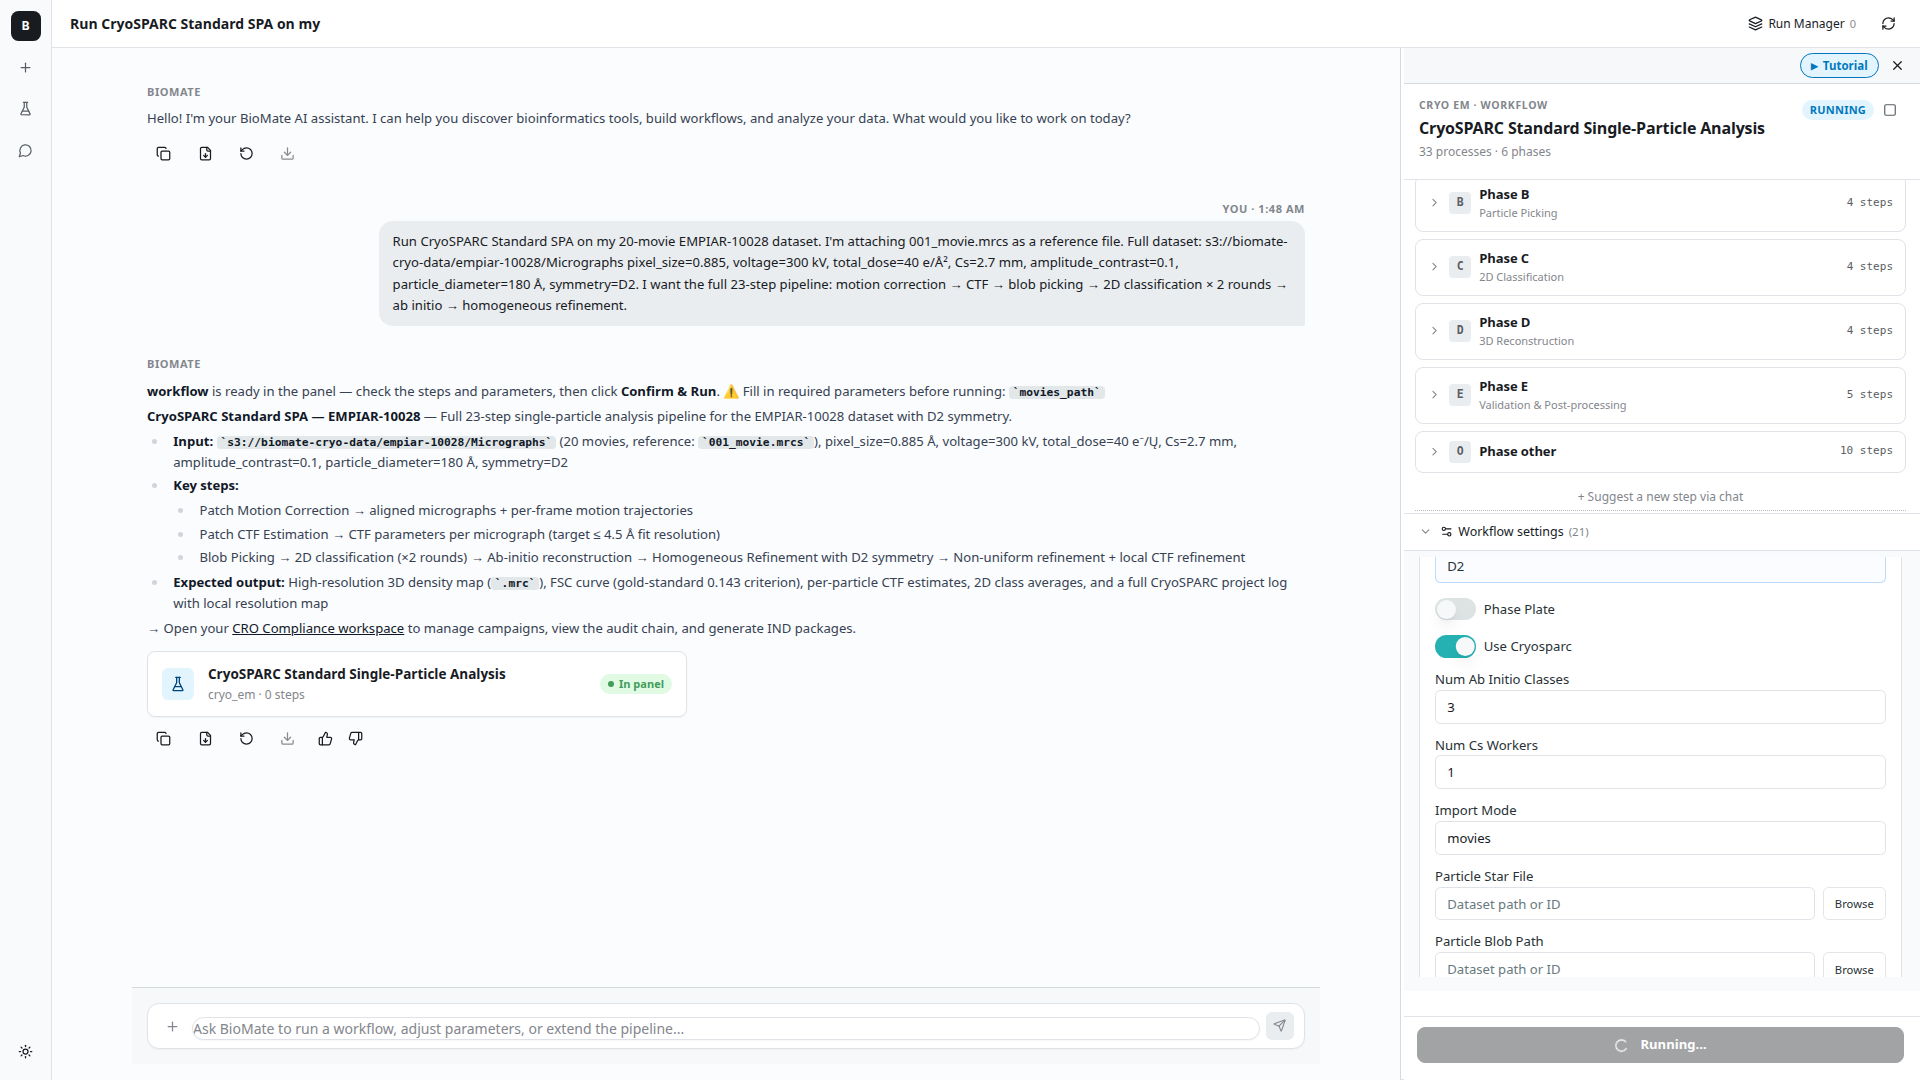 B
Run CryoSPARC Standard SPA on my
Run Manager 0
BIOMATE
Hello! I'm your BioMate AI assistant. I can help you discover bioinformatics tools, build workflows, and analyze your data. What would you like to work on today?
YOU · 1:48 AM
Run CryoSPARC Standard SPA on my 20-movie EMPIAR-10028 dataset. I'm attaching 001_movie.mrcs as a reference file. Full dataset: s3://biomate-
cryo-data/empiar-10028/Micrographs pixel_size=0.885, voltage=300 kV, total_dose=40 e/Å², Cs=2.7 mm, amplitude_contrast=0.1,
particle_diameter=180 Å, symmetry=D2. I want the full 23-step pipeline: motion correction → CTF → blob picking → 2D classification × 2 rounds →
ab initio → homogeneous refinement.
BIOMATE
workflow is ready in the panel — check the steps and parameters, then click Confirm & Run. ⚠️ Fill in required parameters before running: `movies_path`
CryoSPARC Standard SPA — EMPIAR-10028 — Full 23-step single-particle analysis pipeline for the EMPIAR-10028 dataset with D2 symmetry.
Input: `s3://biomate-cryo-data/empiar-10028/Micrographs` (20 movies, reference: `001_movie.mrcs`), pixel_size=0.885 Å, voltage=300 kV, total_dose=40 e⁻/Ų, Cs=2.7 mm,
amplitude_contrast=0.1, particle_diameter=180 Å, symmetry=D2
Key steps:
Patch Motion Correction → aligned micrographs + per-frame motion trajectories
Patch CTF Estimation → CTF parameters per micrograph (target ≤ 4.5 Å fit resolution)
Blob Picking → 2D classification (×2 rounds) → Ab-initio reconstruction → Homogeneous Refinement with D2 symmetry → Non-uniform refinement + local CTF refinement
Expected output: High-resolution 3D density map (`.mrc`), FSC curve (gold-standard 0.143 criterion), per-particle CTF estimates, 2D class averages, and a full CryoSPARC project log
with local resolution map
→ Open your CRO Compliance workspace to manage campaigns, view the audit chain, and generate IND packages.
CryoSPARC Standard Single-Particle Analysis
cryo_em · 0 steps
In panel
Ask BioMate to run a workflow, adjust parameters, or extend the pipeline...
▶ Tutorial
CRYO EM · WORKFLOW
RUNNING
CryoSPARC Standard Single-Particle Analysis
33 processes · 6 phases
B
Phase B
Particle Picking
4 steps
C
Phase C
2D Classification
4 steps
D
Phase D
3D Reconstruction
4 steps
E
Phase E
Validation & Post-processing
5 steps
O
Phase other
10 steps
+ Suggest a new step via chat
Workflow settings (21)
D2
Phase Plate
Use Cryosparc
Num Ab Initio Classes
3
Num Cs Workers
1
Import Mode
movies
Particle Star File
Dataset path or ID
Browse
Particle Blob Path
Dataset path or ID
Browse
Running...